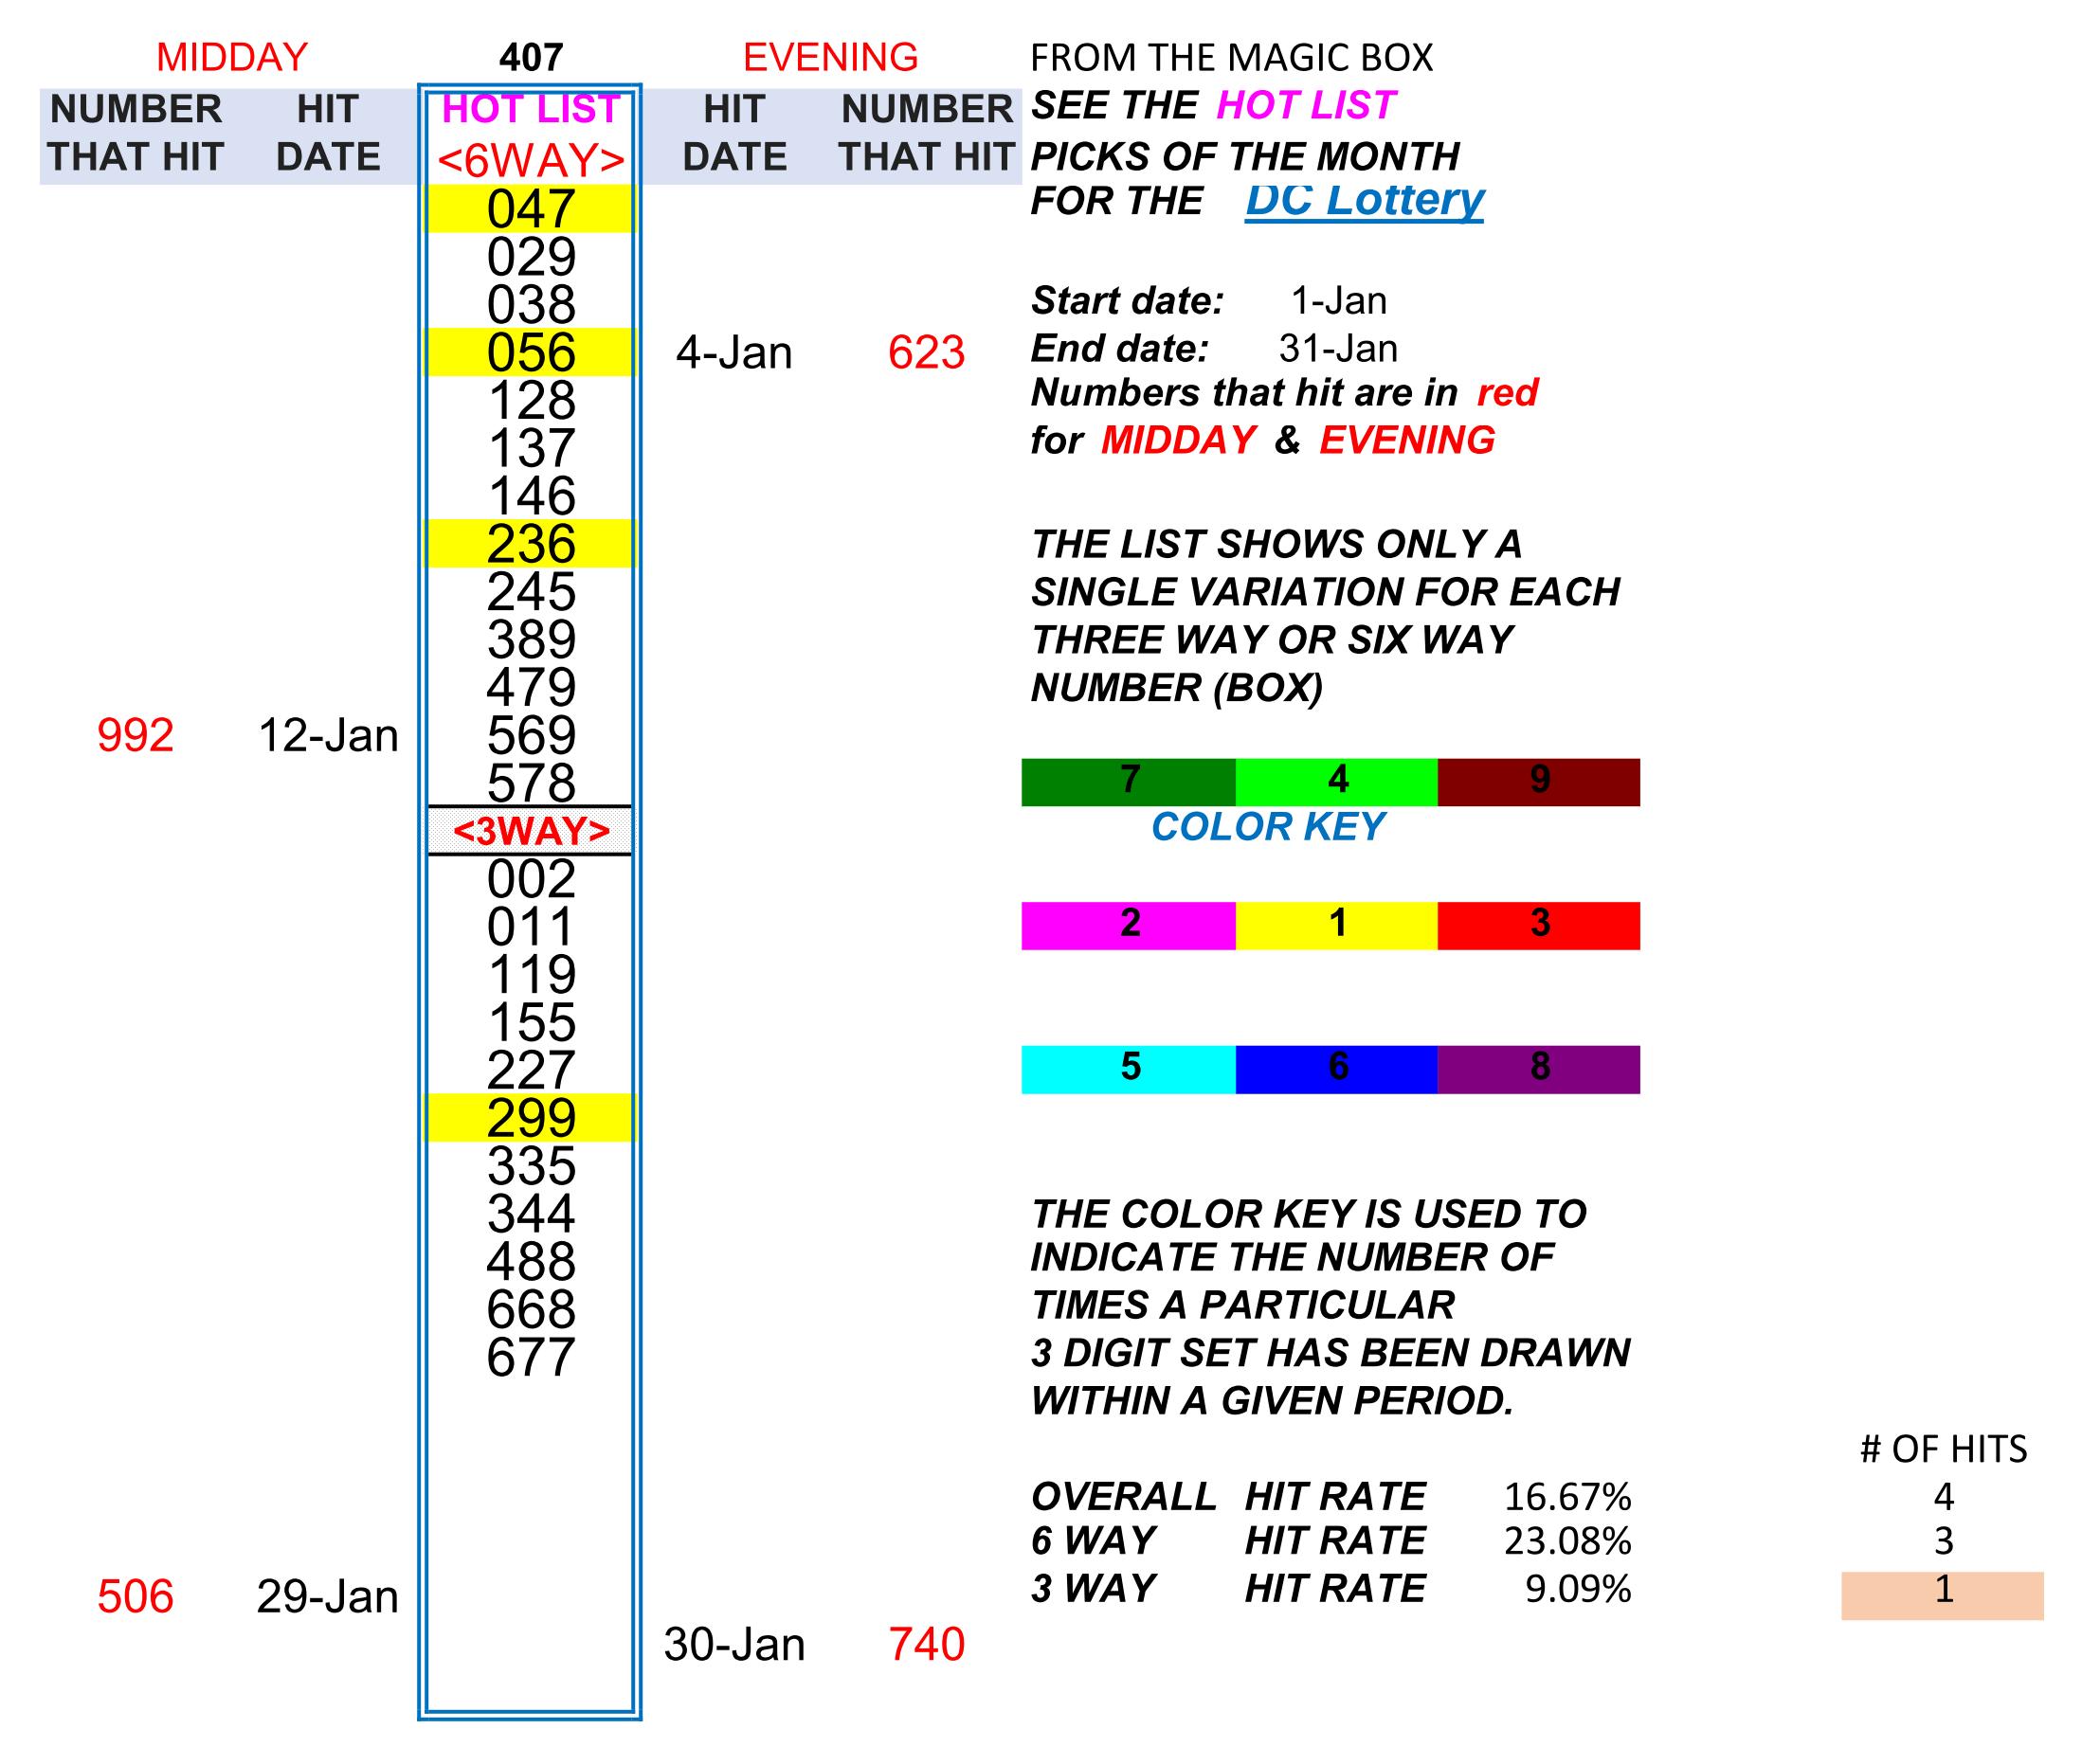 MIDDAY 407 EVENING FROM THE MAGIC BOX
NUMBER HIT HOT LIST HIT NUMBER SEE THE HOT LIST
THAT HIT DATE <6WAY> DATE THAT HIT PICKS OF THE MONTH
047 FOR THE DC Lottery
029
038 Start date: 1-Jan
056 4-Jan 623 End date: 31-Jan
128 Numbers that hit are in red
137 for MIDDAY & EVENING
146
236 THE LIST SHOWS ONLY A
245 SINGLE VARIATION FOR EACH
389 THREE WAY OR SIX WAY
479 NUMBER (BOX)
992 12-Jan 569
578 7 4 9
<3WAY> COLOR KEY
002
011 2 1 3
119
155
227 5 6 8
299
335
344 THE COLOR KEY IS USED TO
488 INDICATE THE NUMBER OF
668 TIMES A PARTICULAR
677 3 DIGIT SET HAS BEEN DRAWN
WITHIN A GIVEN PERIOD.
# OF HITS
OVERALL HIT RATE 16.67% 4
6 WAY HIT RATE 23.08% 3
506 29-Jan 3 WAY HIT RATE 9.09% 1
30-Jan 740